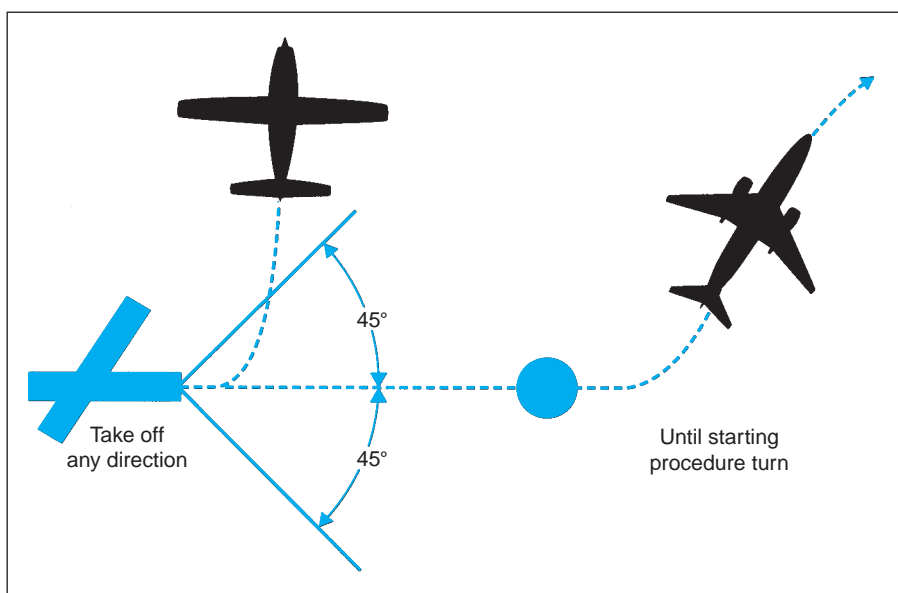 45°
Take off
any direction
45°
Until starting
procedure turn